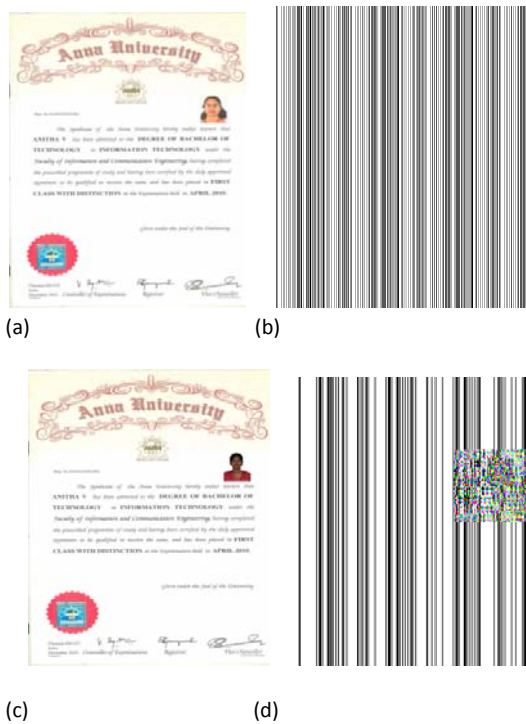 Anna University
The Syndicate of the Anna University hereby makes known that
ANITHA V has been admitted to the DEGREE OF BACHELOR OF
TECHNOLOGY in INFORMATION TECHNOLOGY under the
Faculty of Information and Communication Engineering, having completed
the prescribed programme of study and having been certified by the duly appointed
examiners to be qualified to receive the same and has been placed in FIRST
CLASS WITH DISTINCTION at the Examination held in APRIL 2010.
Given under the seal of the University
Controller of Examinations Registrar Vice-Chancellor
(a)
(b)
Anna University
The Syndicate of the Anna University hereby makes known that
ANITHA V has been admitted to the DEGREE OF BACHELOR OF
TECHNOLOGY in INFORMATION TECHNOLOGY under the
Faculty of Information and Communication Engineering, having completed
the prescribed programme of study and having been certified by the duly appointed
examiners to be qualified to receive the same and has been placed in FIRST
CLASS WITH DISTINCTION at the Examination held in APRIL 2010.
Given under the seal of the University
Controller of Examinations Registrar Vice-Chancellor
(c)
(d)